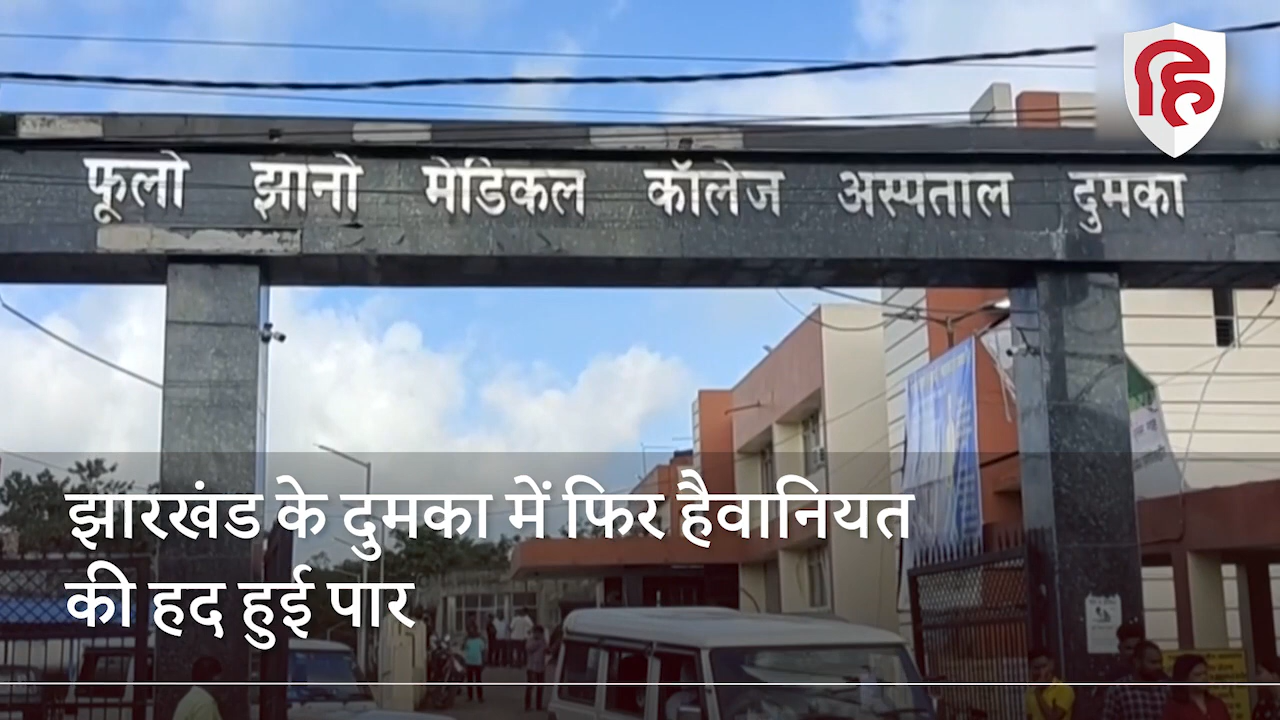 हि
फूलो झानो मेडिकल कॉलेज अस्पताल दुमका
झारखंड के दुमका में फिर हैवानियत
की हद हुई पार